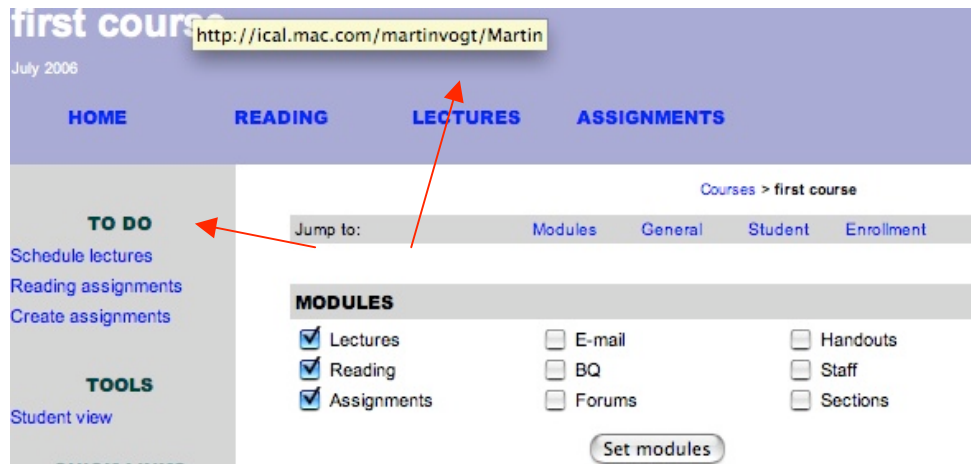 first course
http://ical.mac.com/martinvogt/Martin
July 2006
HOME READING LECTURES ASSIGNMENTS
Courses > first course
TO DO
Schedule lectures
Reading assignments
Create assignments
TOOLS
Student view
Jump to: Modules General Student Enrollment
MODULES
Lectures E-mail Handouts
Reading BQ Staff
Assignments Forums Sections
Set modules